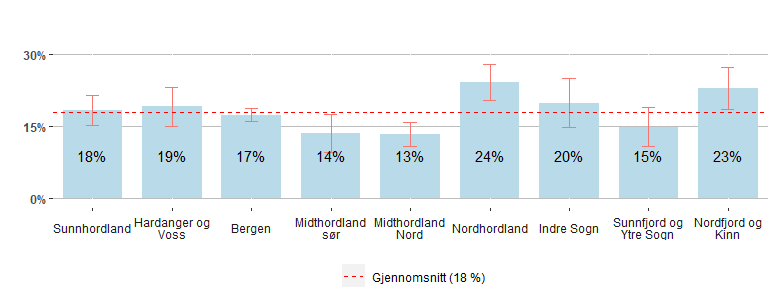 30%
15%
0%
18%
19%
17%
14%
13%
24%
20%
15%
23%
Sunnhordland
Hardanger og
Voss
Bergen
Midthordland
sør
Midthordland
Nord
Nordhordland
Indre Sogn
Sunnfjord og
Ytre Sogn
Nordfjord og
Kinn
Gjennomsnitt (18 %)